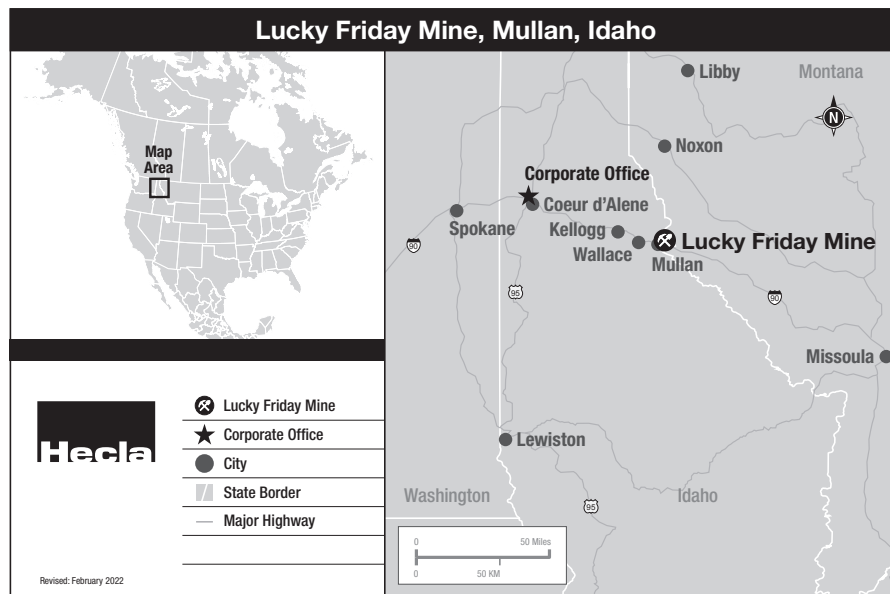 Lucky Friday Mine, Mullan, Idaho
Map
Area
Libby
Montana
N
Noxon
Corporate Office
Coeur d'Alene
Spokane
Kellogg
Lucky Friday Mine
Wallace
Mullan
90
95
90
Missoula
Lewiston
Washington
Idaho
95
0 50 Miles
0 50 KM
Hecla
Lucky Friday Mine
Corporate Office
City
State Border
Major Highway
Revised: February 2022